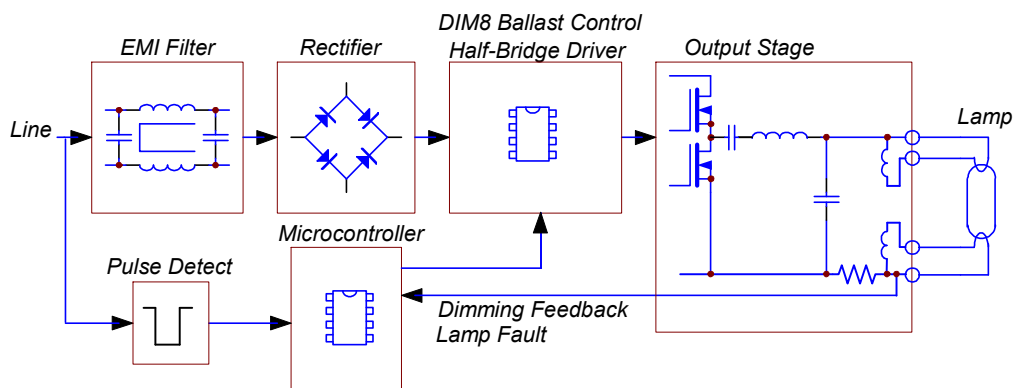 DIM8 Ballast Control
Half-Bridge Driver
EMI Filter
Rectifier
Output Stage
Line
Lamp
Microcontroller
Pulse Detect
Dimming Feedback
Lamp Fault